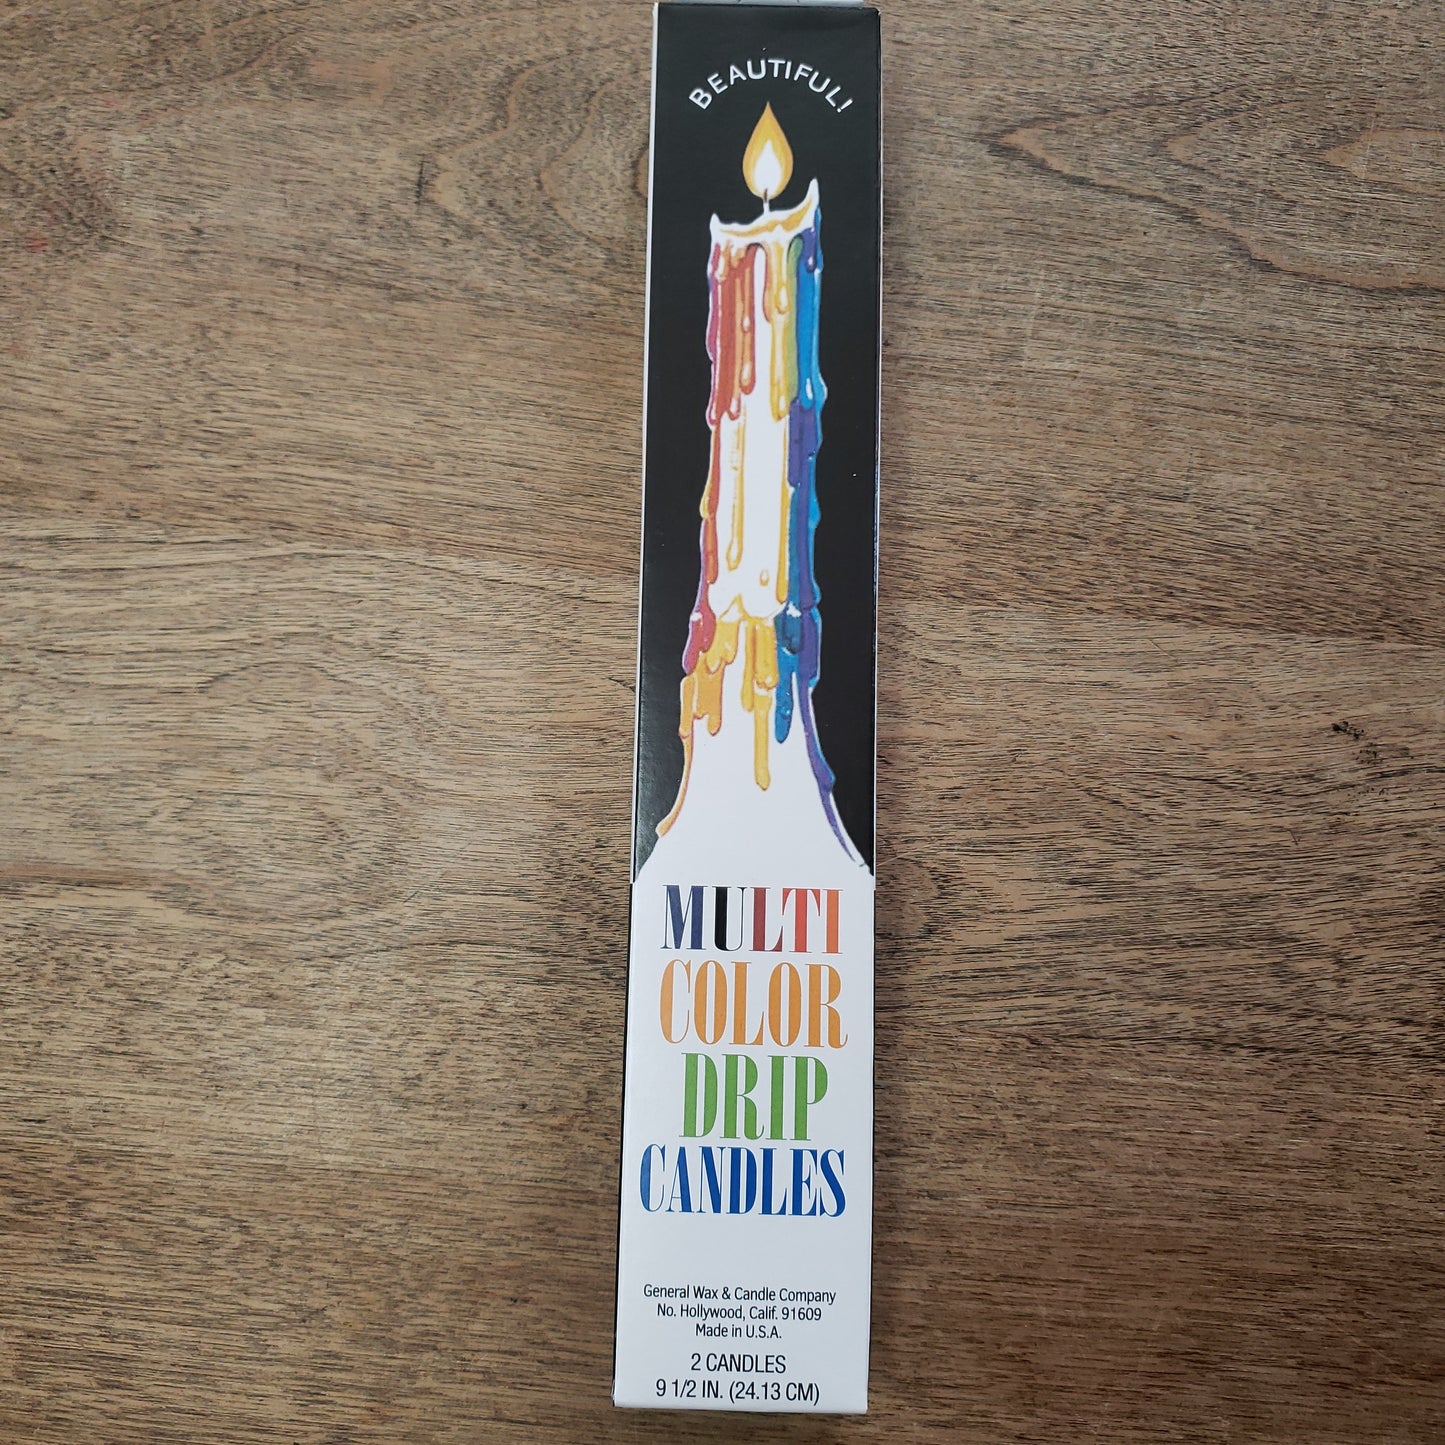 BEAUTIFUL!
MULTI
COLOR
DRIP
CANDLES
General Wax & Candle Company
No. Hollywood, Calif. 91609
Made in U.S.A.
2 CANDLES
9 1/2 IN. (24.13 CM)